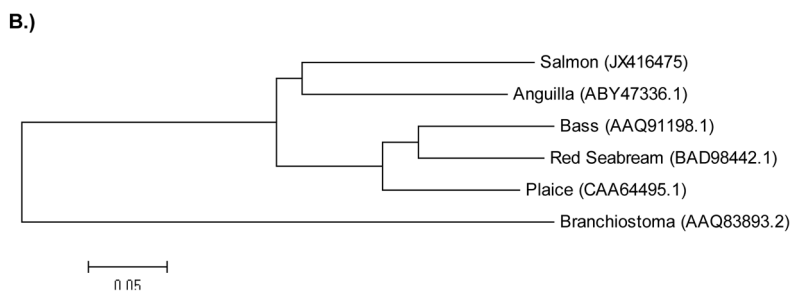 B.)
Salmon (JX416475)
Anguilla (ABY47336.1)
Bass (AAQ91198.1)
Red Seabream (BAD98442.1)
Plaice (CAA64495.1)
Branchiostoma (AAQ83893.2)
0.05